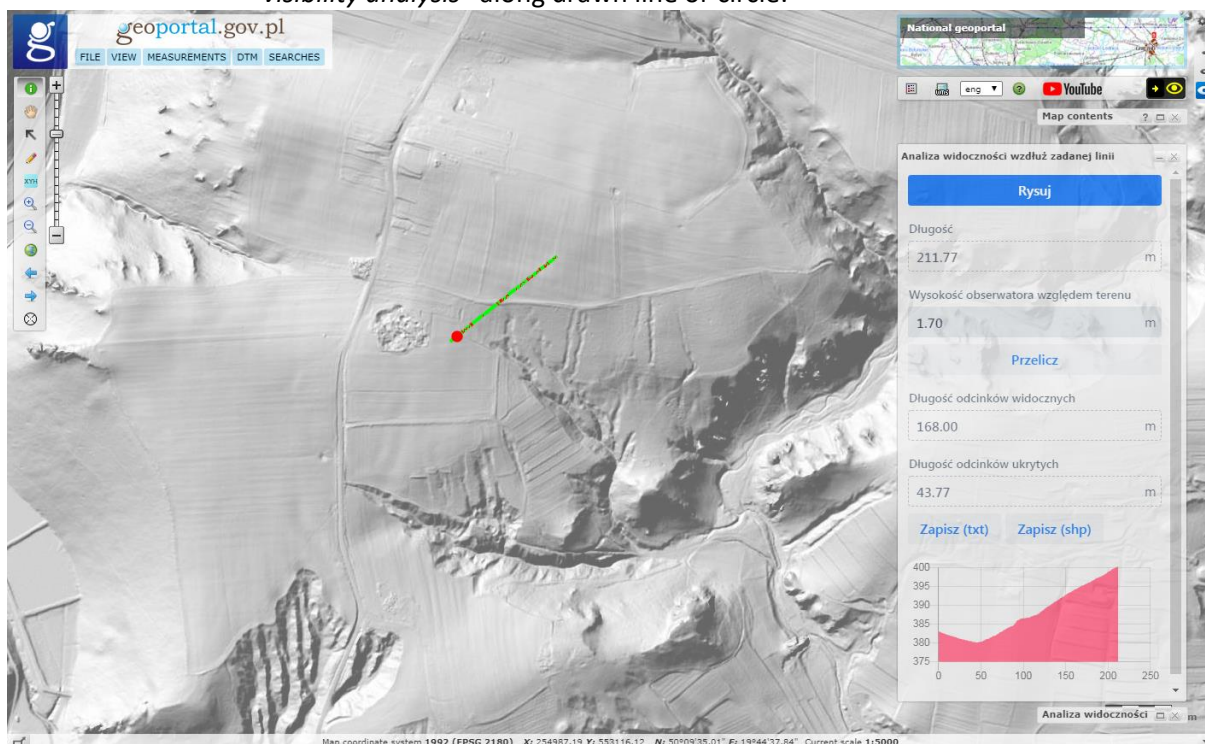 visibility analysis" along drawn line or circle.
geoportal.gov.pl
FILE VIEW MEASUREMENTS DTM SEARCHES
National geoportal
eng
YouTube
Map contents
Analiza widoczności wzdłuż zadanej linii
Rysuj
XYH
Długość
211.77 m
Wysokość obserwatora względem terenu
1.70 m
Przelicz
Długość odcinków widocznych
168.00 m
Długość odcinków ukrytych
43.77 m
Zapisz (txt) Zapisz (shp)
400
395
390
385
380
375
0 50 100 150 200 250
Analiza widoczności
m
Map coordinate system 1992 (EPSG 2180) X: 254987.19 Y: 553116.12 N: 50°09'35.01" E: 19°44'37.84" Current scale 1:5000